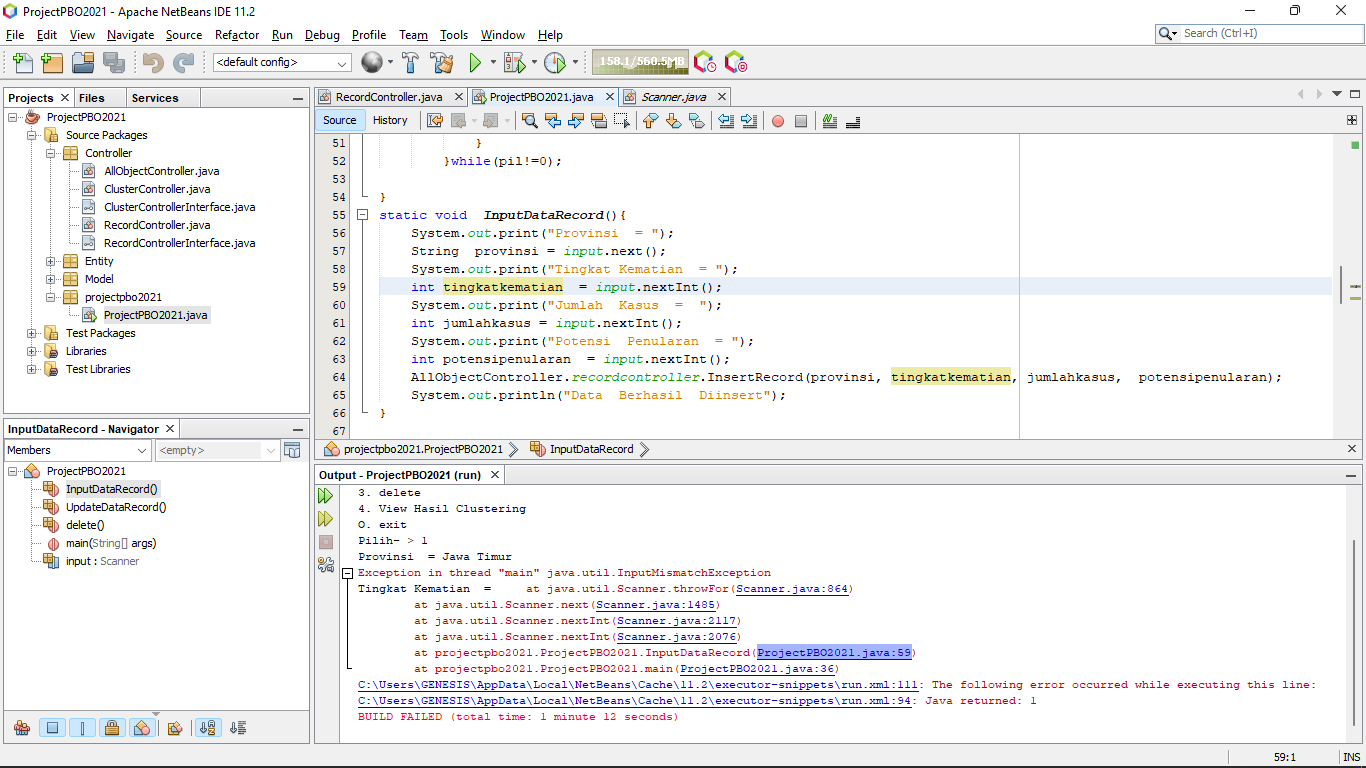 ProjectPBO2021 - Apache NetBeans IDE 11.2
File Edit View Navigate Source Refactor Run Debug Profile Team Tools Window Help
Search (Ctrl+I)
<default config>
158.1/560.5MB
Projects Files Services
ProjectPBO2021
Source Packages
Controller
AllObjectController.java
ClusterController.java
ClusterControllerInterface.java
RecordController.java
RecordControllerInterface.java
Entity
Model
projectpbo2021
ProjectPBO2021.java
Test Packages
Libraries
Test Libraries
InputDataRecord - Navigator
Members
<empty>
ProjectPBO2021
InputDataRecord()
UpdateDataRecord()
delete()
main(String[] args)
input : Scanner
RecordController.java ProjectPBO2021.java Scanner.java
Source History
51 }
52 }while(pil!=0);
53
54 }
55 static void InputDataRecord(){
56 System.out.print("Provinsi = ");
57 String provinsi = input.next();
58 System.out.print("Tingkat Kematian = ");
59 int tingkatkematian = input.nextInt();
60 System.out.print("Jumlah Kasus = ");
61 int jumlahkasus = input.nextInt();
62 System.out.print("Potensi Penularan = ");
63 int potensipenularan = input.nextInt();
64 AllObjectController.recordcontroller.InsertRecord(provinsi, tingkatkematian, jumlahkasus, potensipenularan);
65 System.out.println("Data Berhasil Diinsert");
66 }
67
projectpbo2021.ProjectPBO2021 InputDataRecord
Output - ProjectPBO2021 (run)
3. delete
4. View Hasil Clustering
O. exit
Pilih- > 1
Provinsi = Jawa Timur
Exception in thread "main" java.util.InputMismatchException
Tingkat Kematian = at java.util.Scanner.throwFor(Scanner.java:864)
at java.util.Scanner.next(Scanner.java:1485)
at java.util.Scanner.nextInt(Scanner.java:2117)
at java.util.Scanner.nextInt(Scanner.java:2076)
at projectpbo2021.ProjectPBO2021.InputDataRecord(ProjectPBO2021.java:59)
at projectpbo2021.ProjectPBO2021.main(ProjectPBO2021.java:36)
C:\Users\GENESIS\AppData\Local\NetBeans\Cache\11.2\executor-snippets\run.xml:111: The following error occurred while executing this line:
C:\Users\GENESIS\AppData\Local\NetBeans\Cache\11.2\executor-snippets\run.xml:94: Java returned: 1
BUILD FAILED (total time: 1 minute 12 seconds)
59:1 INS